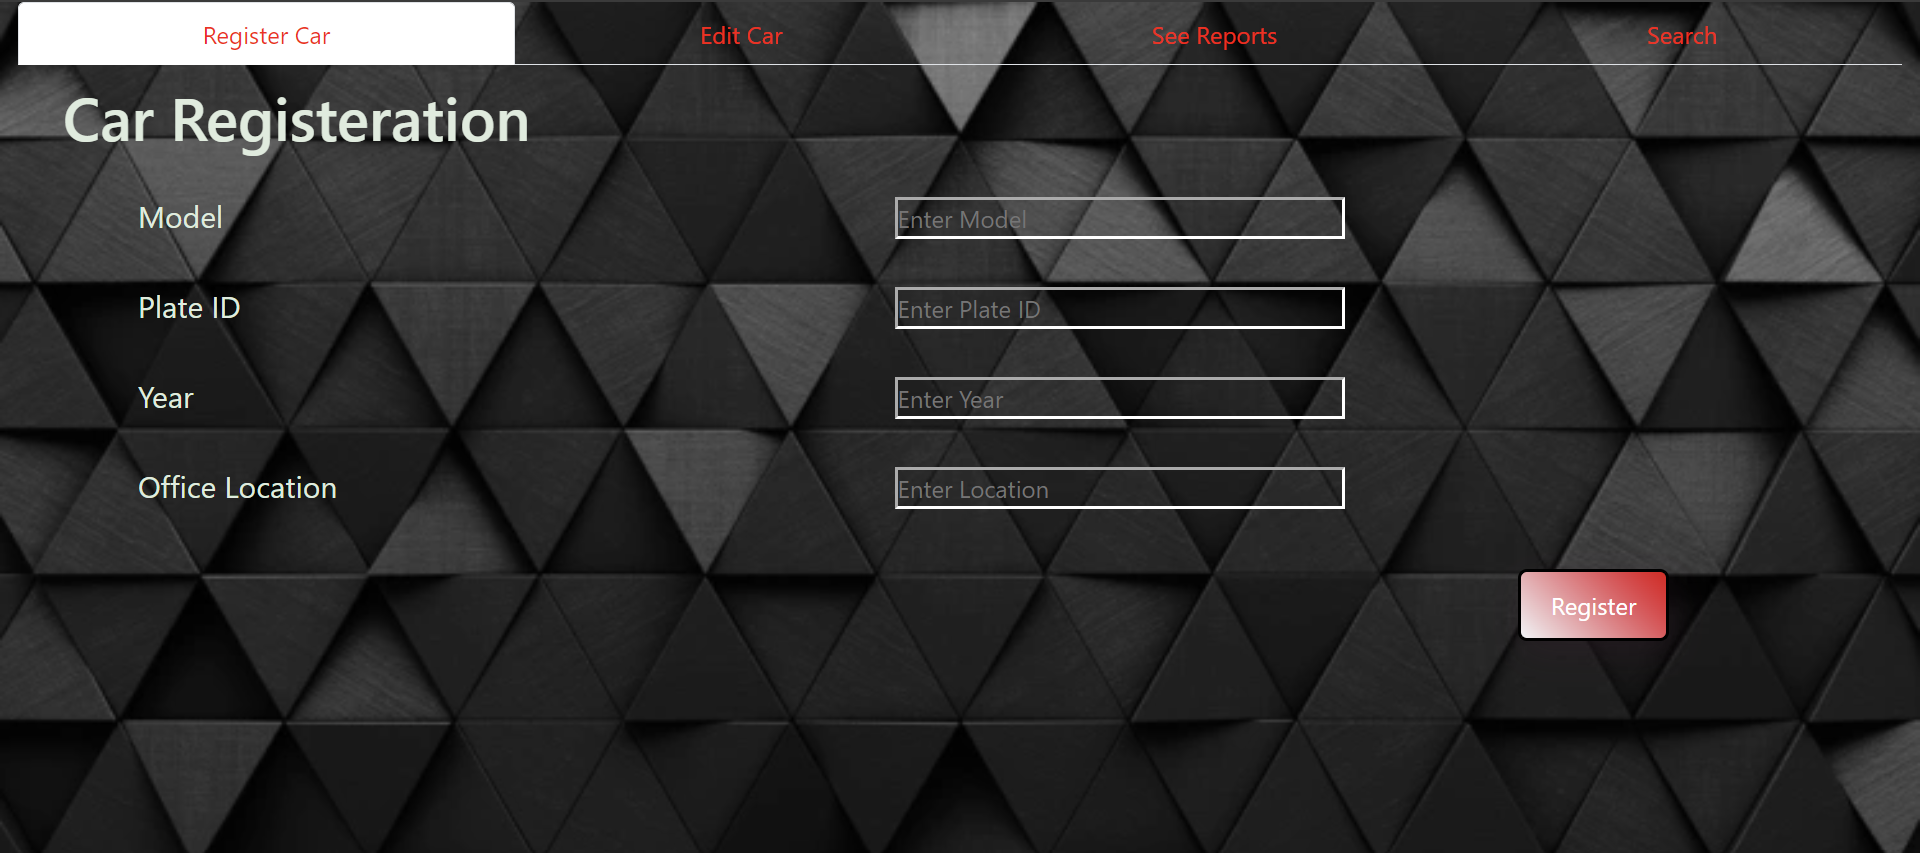 Register Car Edit Car See Reports Search
Car Registeration
Model Enter Model
Plate ID Enter Plate ID
Year Enter Year
Office Location Enter Location
Register